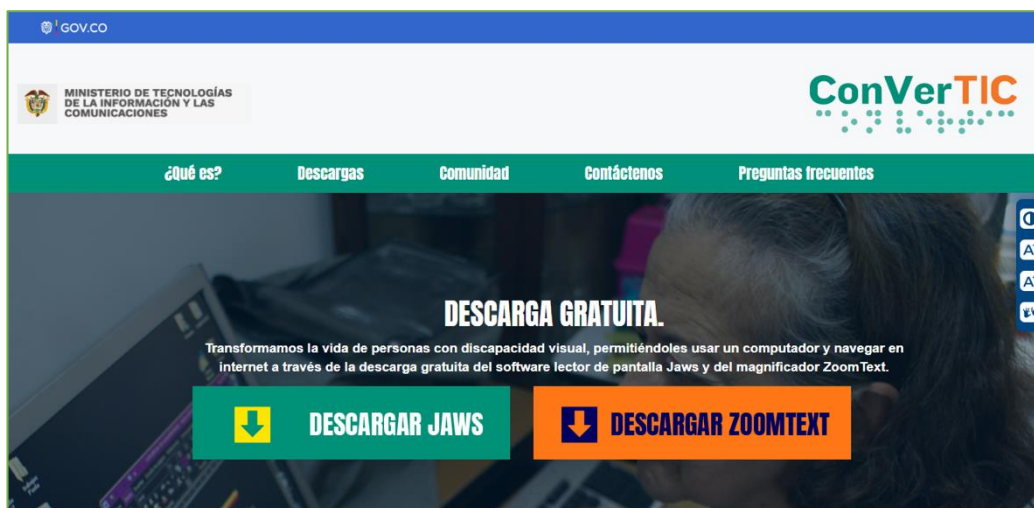 GOV.CO
MINISTERIO DE TECNOLOGÍAS
DE LA INFORMACIÓN Y LAS
COMUNICACIONES
ConVerTIC
¿Qué es? Descargas Comunidad Contáctenos Preguntas frecuentes
DESCARGA GRATUITA.
Transformamos la vida de personas con discapacidad visual, permitiéndoles usar un computador y navegar en
internet a través de la descarga gratuita del software lector de pantalla Jaws y del magnificador ZoomText.
DESCARGAR JAWS DESCARGAR ZOOMTEXT